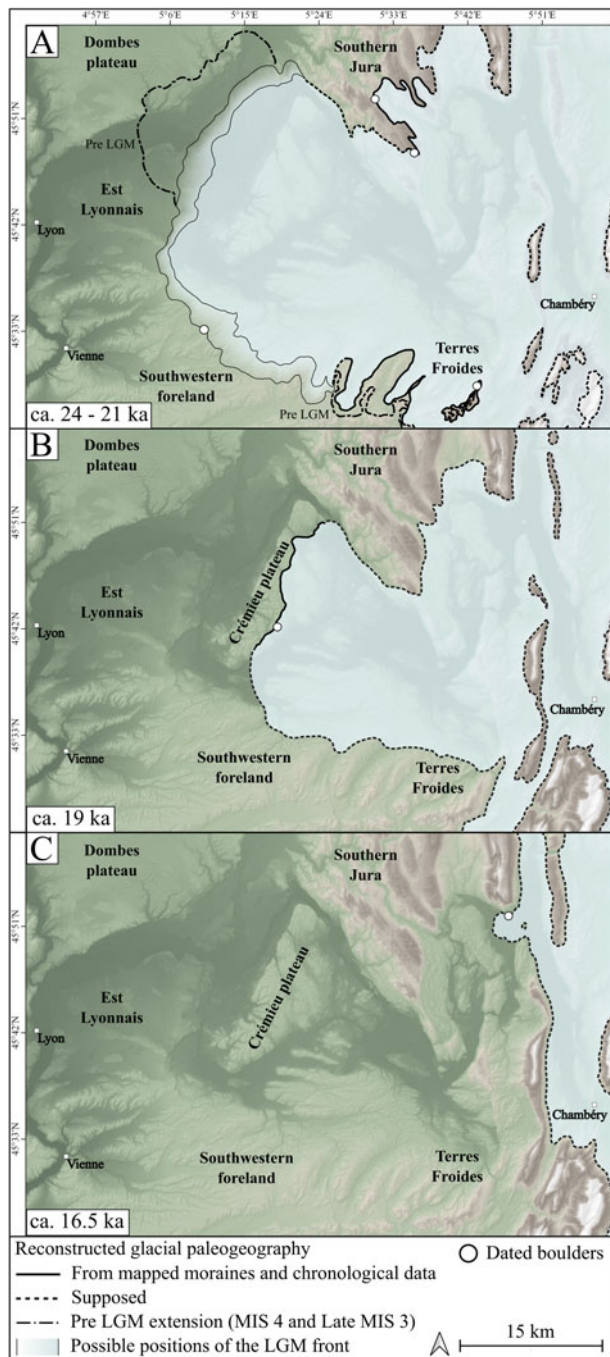 4°57'E 5°6'E 5°15'E 5°24'E 5°33'E 5°42'E 5°51'E
A
Dombes
plateau
Southern
Jura
45°51'N
Pre LGM
Est
Lyonnais
45°42'N
Lyon
Chambéry
45°33'N
Vienne
Terres
Froides
Southwestern
foreland
Pre LGM
ca. 24 - 21 ka
B
Dombes
plateau
Southern
Jura
45°51'N
Crémieu plateau
Est
Lyonnais
45°42'N
Lyon
Chambéry
45°33'N
Vienne
Southwestern
foreland
Terres
Froides
ca. 19 ka
C
Dombes
plateau
Southern
Jura
45°51'N
Crémieu plateau
Est
Lyonnais
45°42'N
Lyon
Chambéry
45°33'N
Vienne
Southwestern
foreland
Terres
Froides
ca. 16.5 ka
Reconstructed glacial paleogeography
Dated boulders
From mapped moraines and chronological data
Supposed
Pre LGM extension (MIS 4 and Late MIS 3)
Possible positions of the LGM front
15 km